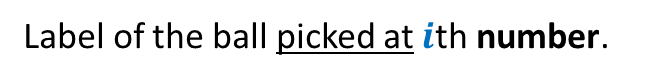 Label of the ball picked at ith number.